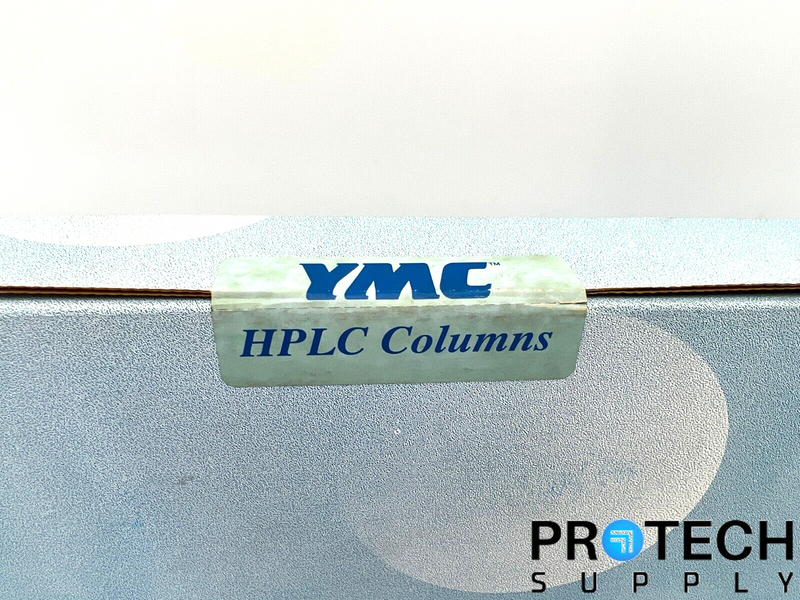 YMC™
HPLC Columns
PROTECH
SUPPLY